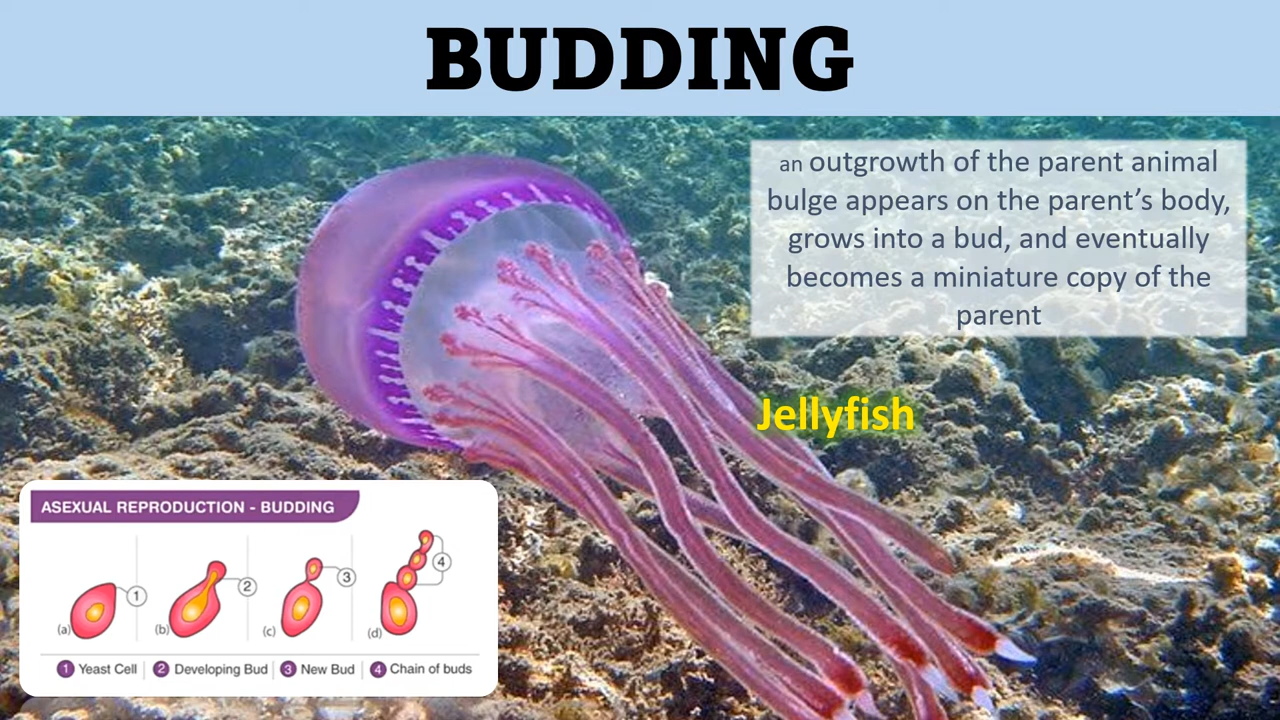 BUDDING
an outgrowth of the parent animal
bulge appears on the parent's body,
grows into a bud, and eventually
becomes a miniature copy of the
parent
Jellyfish
ASEXUAL REPRODUCTION - BUDDING
(a) 1
(b) 2
(c) 3
(d) 4
1 Yeast Cell 2 Developing Bud 3 New Bud 4 Chain of buds